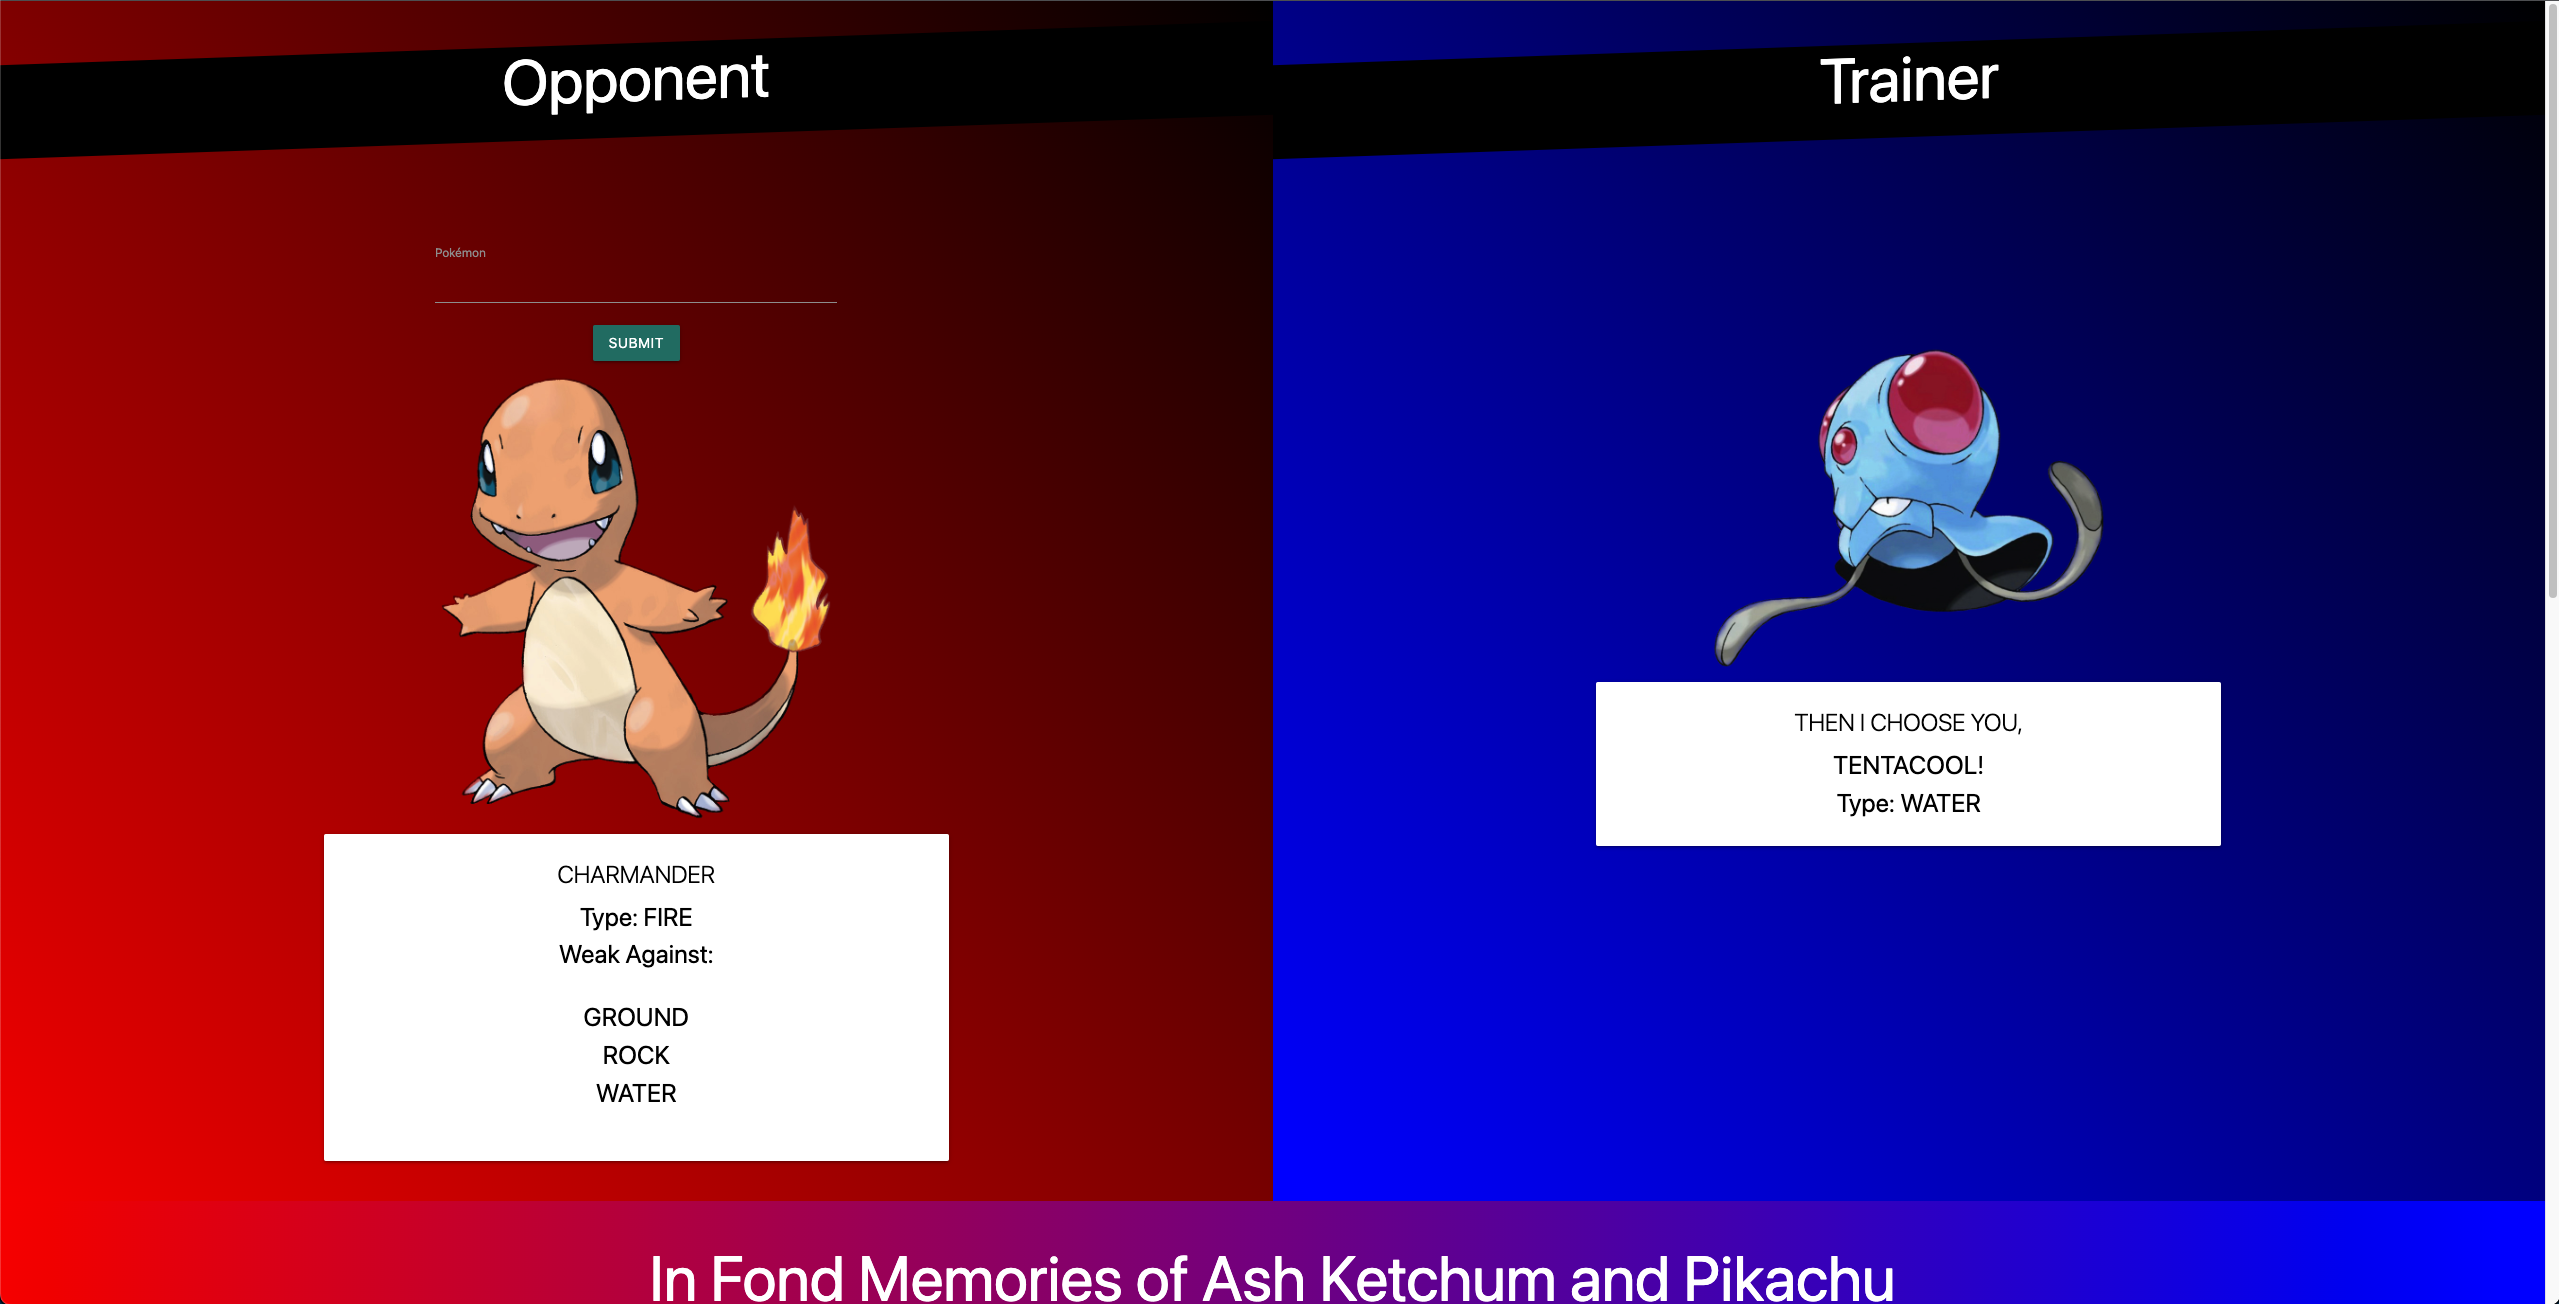 Opponent
Pokémon
SUBMIT
CHARMANDER
Type: FIRE
Weak Against:
GROUND
ROCK
WATER
Trainer
THEN I CHOOSE YOU,
TENTACOOL!
Type: WATER
In Fond Memories of Ash Ketchum and Pikachu